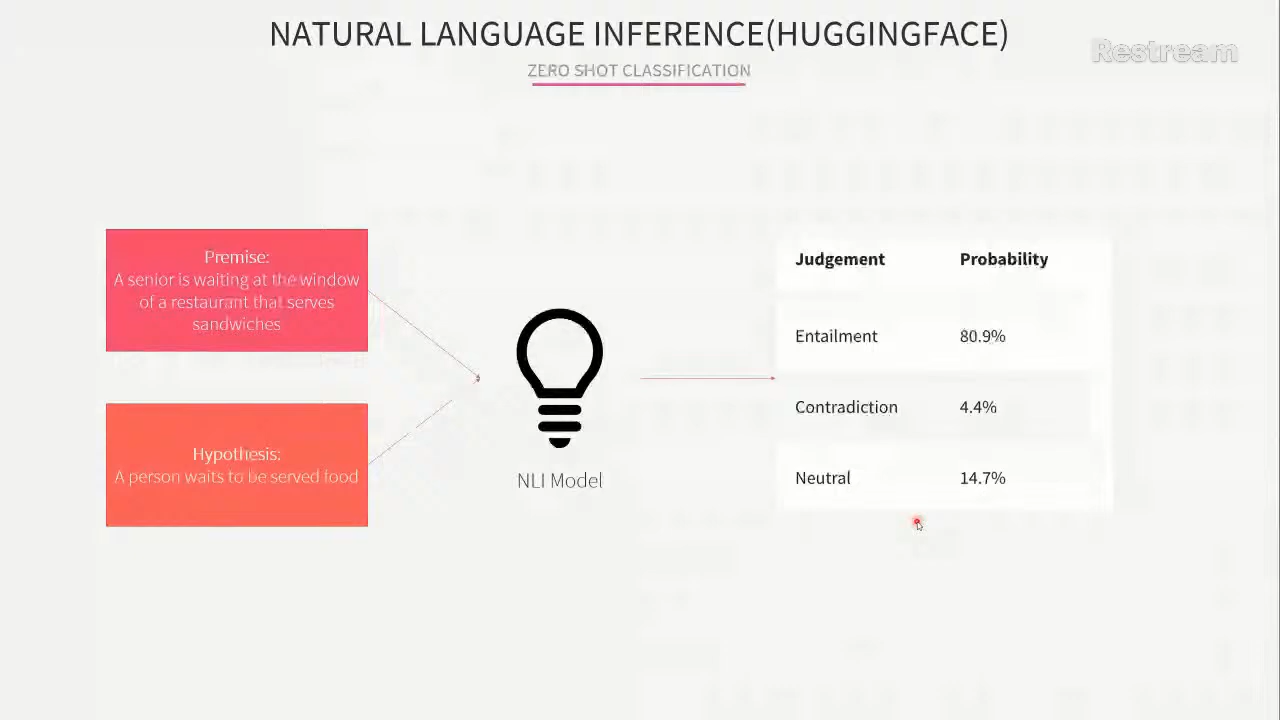 NATURAL LANGUAGE INFERENCE(HUGGINGFACE)
Restream
ZERO SHOT CLASSIFICATION
Premise:
A senior is waiting at the window
of a restaurant that serves
sandwiches
Hypothesis:
A person waits to be served food
NLI Model
Judgement Probability
Entailment 80.9%
Contradiction 4.4%
Neutral 14.7%